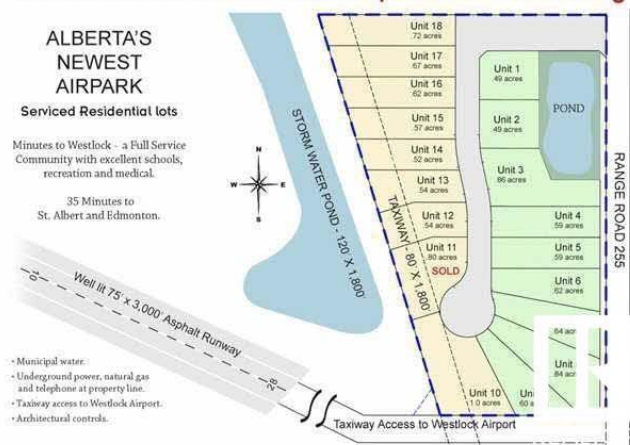 ALBERTA'S
NEWEST
AIRPARK
Serviced Residential lots
Minutes to Westlock - a Full Service
Community with excellent schools,
recreation and medical.
35 Minutes to
St. Albert and Edmonton.
N
W E
S
STORM WATER POND - 120' X 1,800'
TAXIWAY - 80' X 1,800'
Well lit 75' x 3,000' Asphalt Runway
10
28
• Municipal water.
• Underground power, natural gas
and telephone at property line.
• Taxiway access to Westlock Airport.
• Architectural controls.
Taxiway Access to Westlock Airport
Unit 18
.72 acres
Unit 17
.67 acres
Unit 16
.62 acres
Unit 15
.57 acres
Unit 14
.52 acres
Unit 13
.54 acres
Unit 12
.54 acres
Unit 11
.80 acres
SOLD
Unit 10
1.0 acres
Unit 1
.49 acres
Unit 2
.49 acres
Unit 3
.86 acres
Unit 4
.59 acres
Unit 5
.59 acres
Unit 6
.62 acres
.64 acres
Unit
.84 acres
Unit
.60 a
POND
RANGE ROAD 255